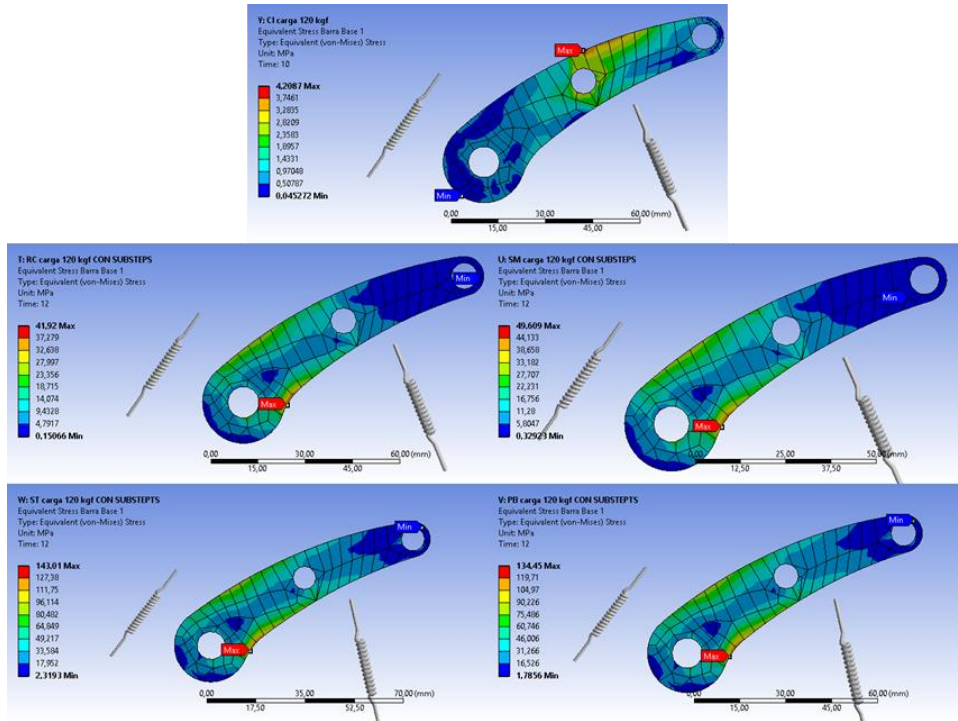 Y: CI carga 120 kgf
Equivalent Stress Barra Base 1
Type: Equivalent (von-Mises) Stress
Unit: MPa
Time: 10
4,2087 Max
3,7461
3,2835
2,8209
2,3583
1,8957
1,4331
0,97048
0,50787
0,045272 Min
Max
Min
0,00 30,00 60,00 (mm)
15,00 45,00
T: RC carga 120 kgf CON SUBSTEPS
Equivalent Stress Barra Base 1
Type: Equivalent (von-Mises) Stress
Unit: MPa
Time: 12
41,92 Max
37,279
32,638
27,997
23,356
18,715
14,074
9,4328
4,7917
0,15066 Min
Min
Max
0,00 30,00 60,00 (mm)
15,00 45,00
U: SM carga 120 kgf CON SUBSTEPS
Equivalent Stress Barra Base 1
Type: Equivalent (von-Mises) Stress
Unit: MPa
Time: 12
49,609 Max
44,133
38,658
33,182
27,707
22,231
16,756
11,28
5,8047
0,32923 Min
Min
Max
0,00 25,00 50,00 (mm)
12,50 37,50
W: ST carga 120 kgf CON SUBSTEPTS
Equivalent Stress Barra Base 1
Type: Equivalent (von-Mises) Stress
Unit: MPa
Time: 12
143,01 Max
127,38
111,75
96,114
80,482
64,849
49,217
33,584
17,952
2,3193 Min
Min
Max
0,00 35,00 70,00 (mm)
17,50 52,50
V: PB carga 120 kgf CON SUBSTEPTS
Equivalent Stress Barra Base 1
Type: Equivalent (von-Mises) Stress
Unit: MPa
Time: 12
134,45 Max
119,71
104,97
90,226
75,486
60,746
46,006
31,266
16,526
1,7856 Min
Min
Max
0,00 30,00 60,00 (mm)
15,00 45,00